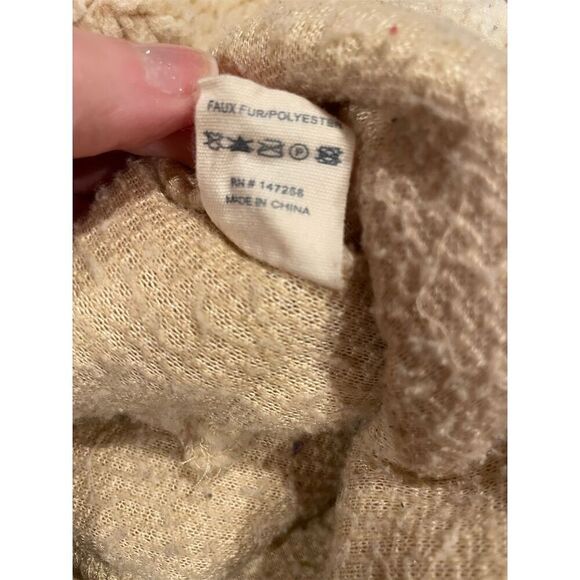 FAUX FUR/POLYESTER
P
RN # 147258
MADE IN CHINA